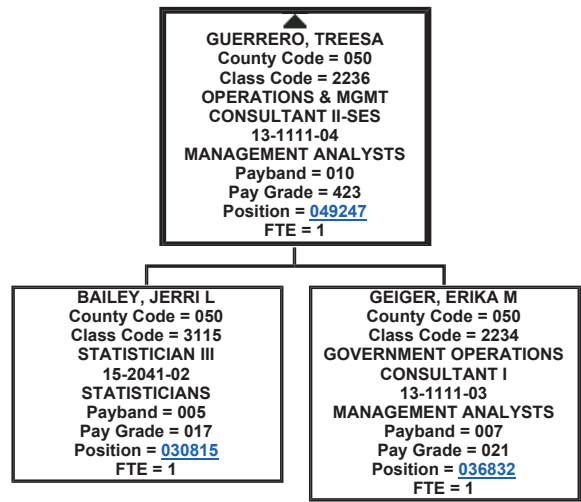 GUERRERO, TREESA
County Code = 050
Class Code = 2236
OPERATIONS & MGMT
CONSULTANT II-SES
13-1111-04
MANAGEMENT ANALYSTS
Payband = 010
Pay Grade = 423
Position = 049247
FTE = 1
BAILEY, JERRI L
County Code = 050
Class Code = 3115
STATISTICIAN III
15-2041-02
STATISTICIANS
Payband = 005
Pay Grade = 017
Position = 030815
FTE = 1
GEIGER, ERIKA M
County Code = 050
Class Code = 2234
GOVERNMENT OPERATIONS
CONSULTANT I
13-1111-03
MANAGEMENT ANALYSTS
Payband = 007
Pay Grade = 021
Position = 036832
FTE = 1